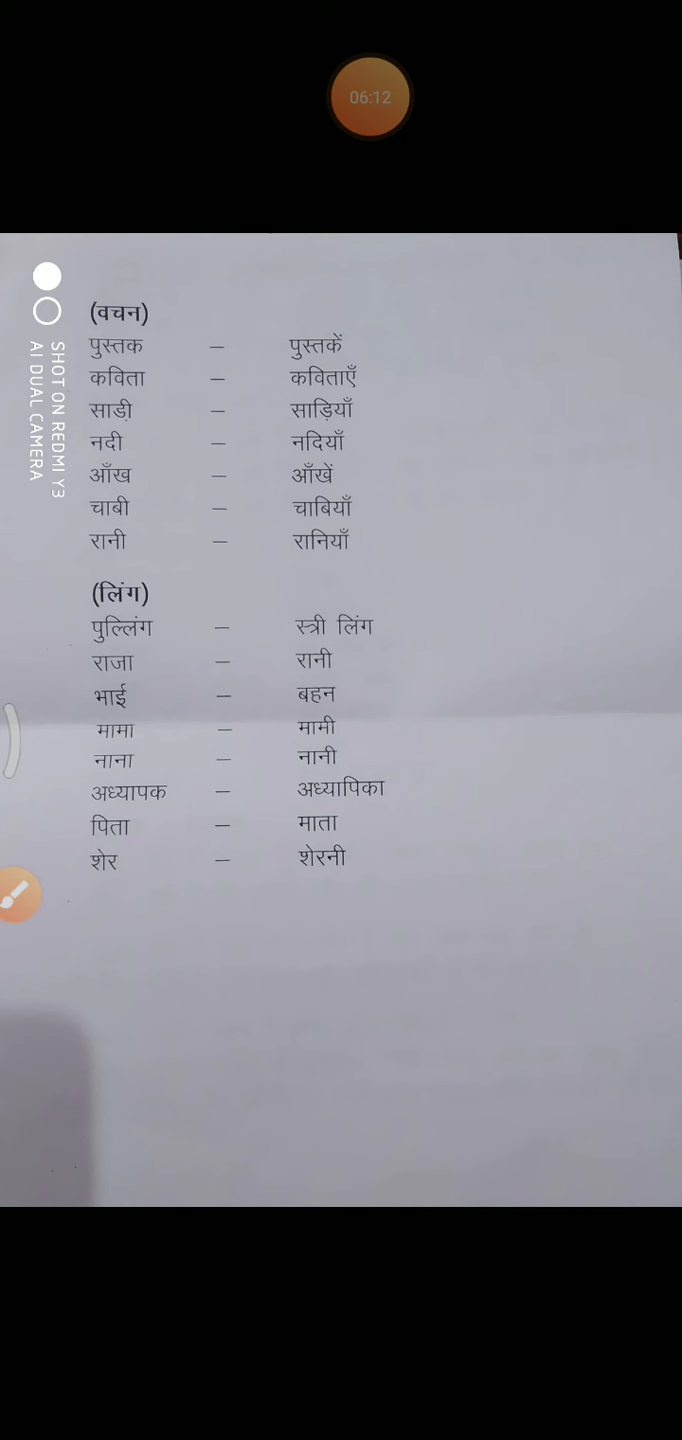 06:12
SHOT ON REDMI Y3
AI DUAL CAMERA
(वचन)
पुस्तक – पुस्तकें
कविता – कविताएँ
साडी़ – साड़ियाँ
नदी – नदियाँ
आँख – आँखें
चाबी – चाबियाँ
रानी – रानियाँ
(लिंग)
पुल्लिंग – स्त्री लिंग
राजा – रानी
भाई – बहन
मामा – मामी
नाना – नानी
अध्यापक – अध्यापिका
पिता – माता
शेर – शेरनी